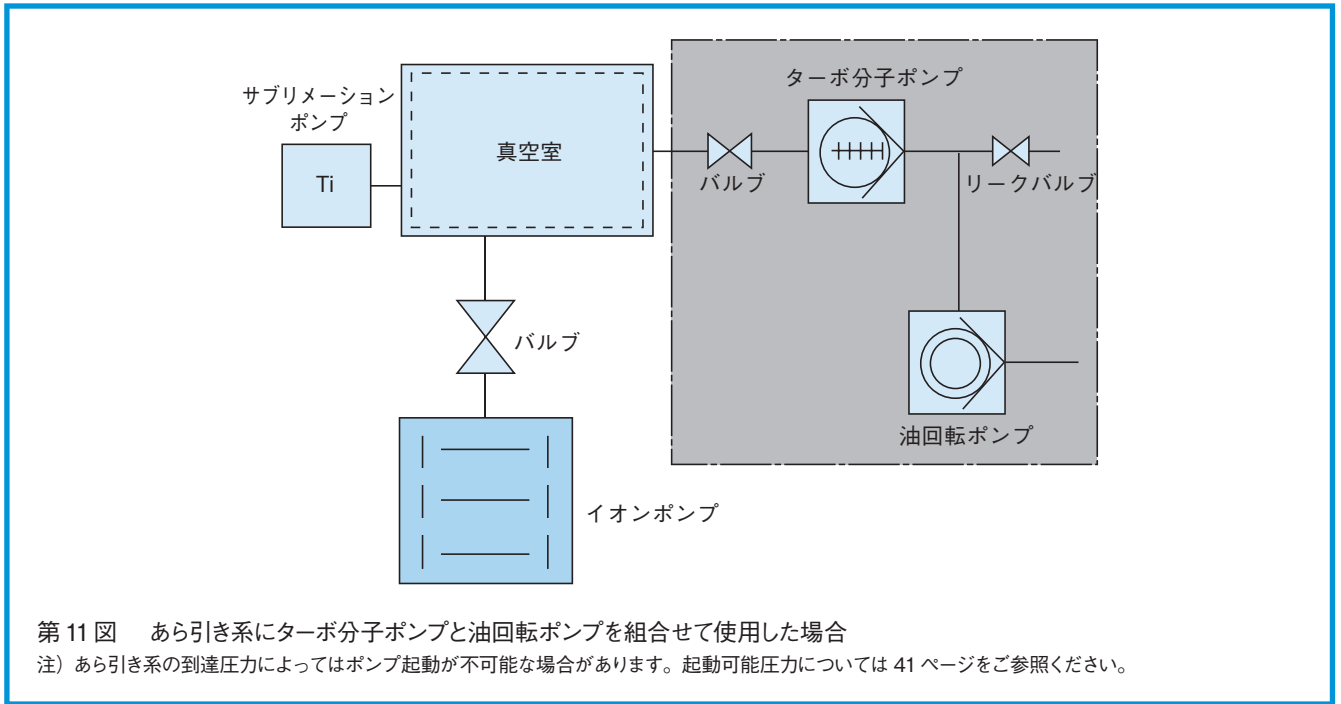 サブリメーション
ポンプ
Ti
真空室
バルブ
ターボ分子ポンプ
リークバルブ
油回転ポンプ
バルブ
イオンポンプ
第 11 図 あら引き系にターボ分子ポンプと油回転ポンプを組合せて使用した場合
注）あら引き系の到達圧力によってはポンプ起動が不可能な場合があります。起動可能圧力については 41 ページをご参照ください。